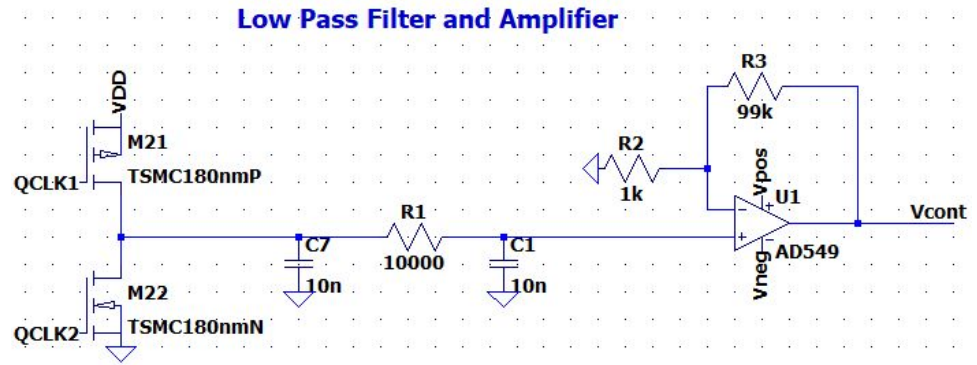 Low Pass Filter and Amplifier
VDD
M21
TSMC180nmP
QCLK1
M22
TSMC180nmN
QCLK2
C7
10n
R1
10000
C1
10n
R2
1k
R3
99k
Vpos
U1
Vneg
AD549
Vcont